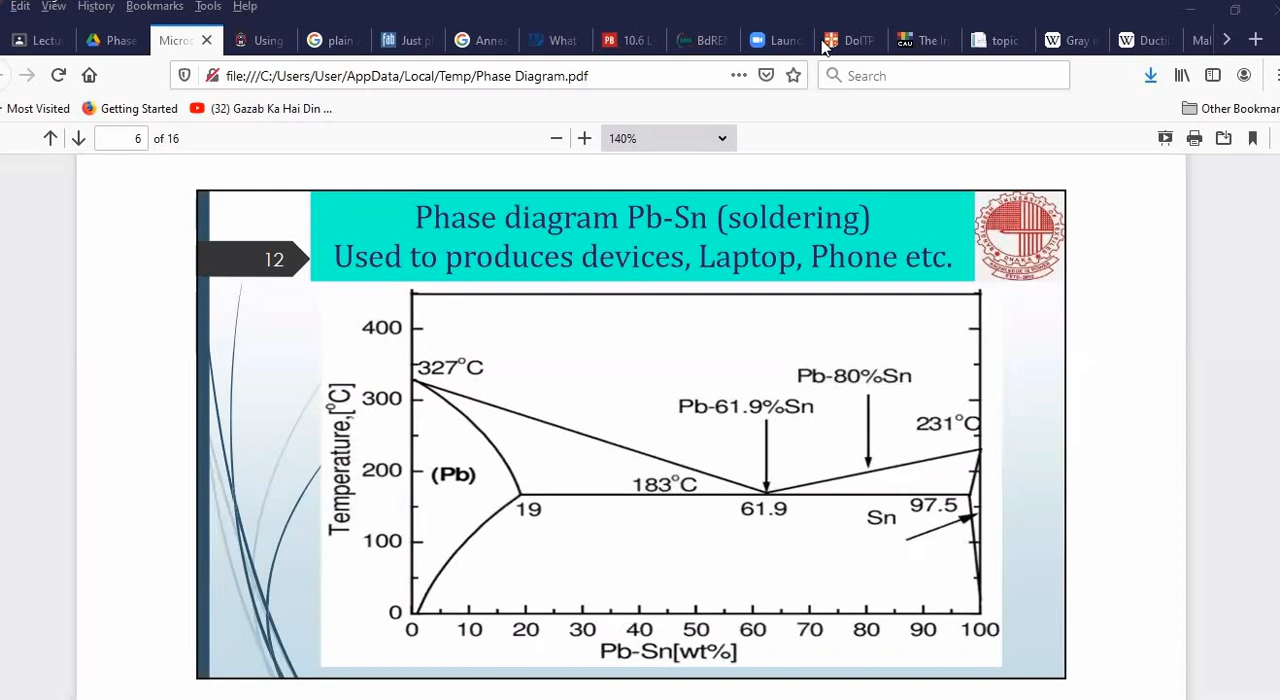 Edit View History Bookmarks Tools Help
Lectu Phase Micros Using plain Just pl Annea What 10.6 L BdREN Launc DoITP The Ir topic Gray n Ductil Mal
file:///C:/Users/User/AppData/Local/Temp/Phase Diagram.pdf
Search
Most Visited Getting Started (32) Gazab Ka Hai Din ... Other Bookmar
6 of 16
140%
Phase diagram Pb-Sn (soldering)
Used to produces devices, Laptop, Phone etc.
12
400
327°C
Pb-80%Sn
300
Pb-61.9%Sn
231°C
200
(Pb)
183°C
19
61.9
97.5
Sn
100
0
Temperature,[°C]
0 10 20 30 40 50 60 70 80 90 100
Pb-Sn[wt%]